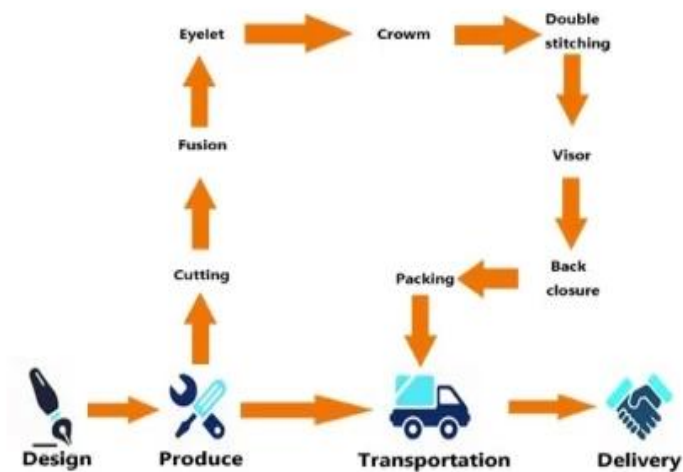 Eyelet
Crowm
Double
stitching
Fusion
Visor
Cutting
Packing
Back
closure
Design
Produce
Transportation
Delivery